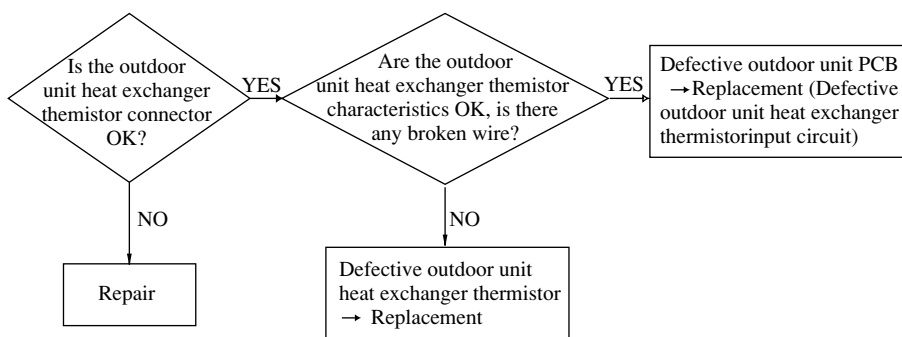 Is the outdoor
unit heat exchanger
themistor connector
OK?
YES
NO
Repair
Are the outdoor
unit heat exchanger themistor
characteristics OK, is there
any broken wire?
YES
NO
Defective outdoor unit
heat exchanger thermistor
→ Replacement
Defective outdoor unit PCB
→Replacement (Defective
outdoor unit heat exchanger
thermistorinput circuit)